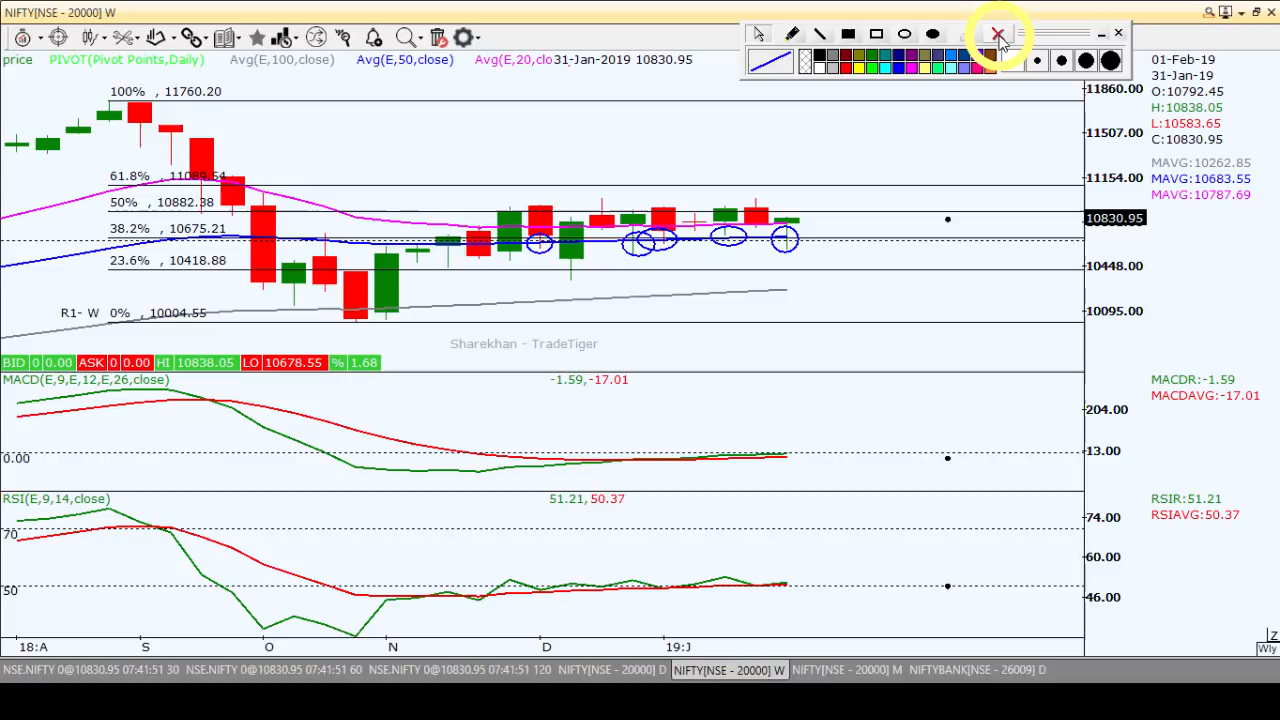 NIFTY[NSE - 20000] W
price PIVOT(Pivot Points,Daily) Avg(E,100,close) Avg(E,50,close) Avg(E,20,clo 31-Jan-2019 10830.95
01-Feb-19
31-Jan-19
O:10792.45
H:10838.05
L:10583.65
C:10830.95
MAVG:10262.85
MAVG:10683.55
MAVG:10787.69
100% , 11760.20
61.8% , 11089.54
50% , 10882.38
38.2% , 10675.21
23.6% , 10418.88
R1- W 0% , 10004.55
11860.00
11507.00
11154.00
10830.95
10448.00
10095.00
Sharekhan - TradeTiger
BID 0 0.00 ASK 0 0.00 HI 10838.05 LO 10678.55 % 1.68
MACD(E,9,E,12,E,26,close) -1.59,-17.01
MACDR:-1.59
MACDAVG:-17.01
204.00
13.00
0.00
RSI(E,9,14,close) 51.21,50.37
RSIR:51.21
RSIAVG:50.37
74.00
60.00
46.00
70
50
18:A S O N D 19:J
Z
Wly
NSE.NIFTY 0@10830.95 07:41:51 30 NSE.NIFTY 0@10830.95 07:41:51 60 NSE.NIFTY 0@10830.95 07:41:51 120 NIFTY[NSE - 20000] D NIFTY[NSE - 20000] W NIFTY[NSE - 20000] M NIFTYBANK[NSE - 26009] D